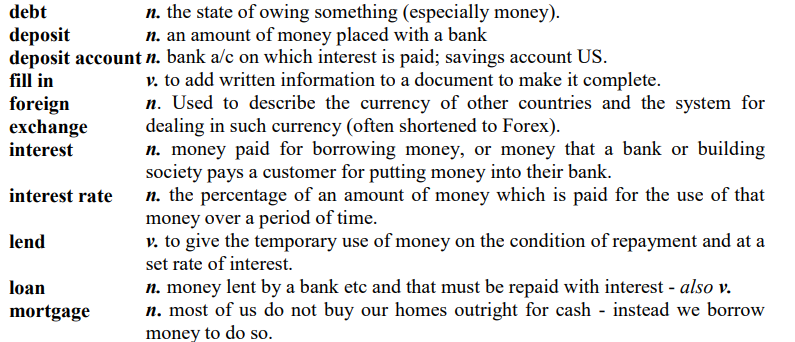 debt n. the state of owing something (especially money).
deposit n. an amount of money placed with a bank
deposit account n. bank a/c on which interest is paid; savings account US.
fill in v. to add written information to a document to make it complete.
foreign n. Used to describe the currency of other countries and the system for
exchange dealing in such currency (often shortened to Forex).
interest n. money paid for borrowing money, or money that a bank or building
society pays a customer for putting money into their bank.
interest rate n. the percentage of an amount of money which is paid for the use of that
money over a period of time.
lend v. to give the temporary use of money on the condition of repayment and at a
set rate of interest.
loan n. money lent by a bank etc and that must be repaid with interest - also v.
mortgage n. most of us do not buy our homes outright for cash - instead we borrow
money to do so.